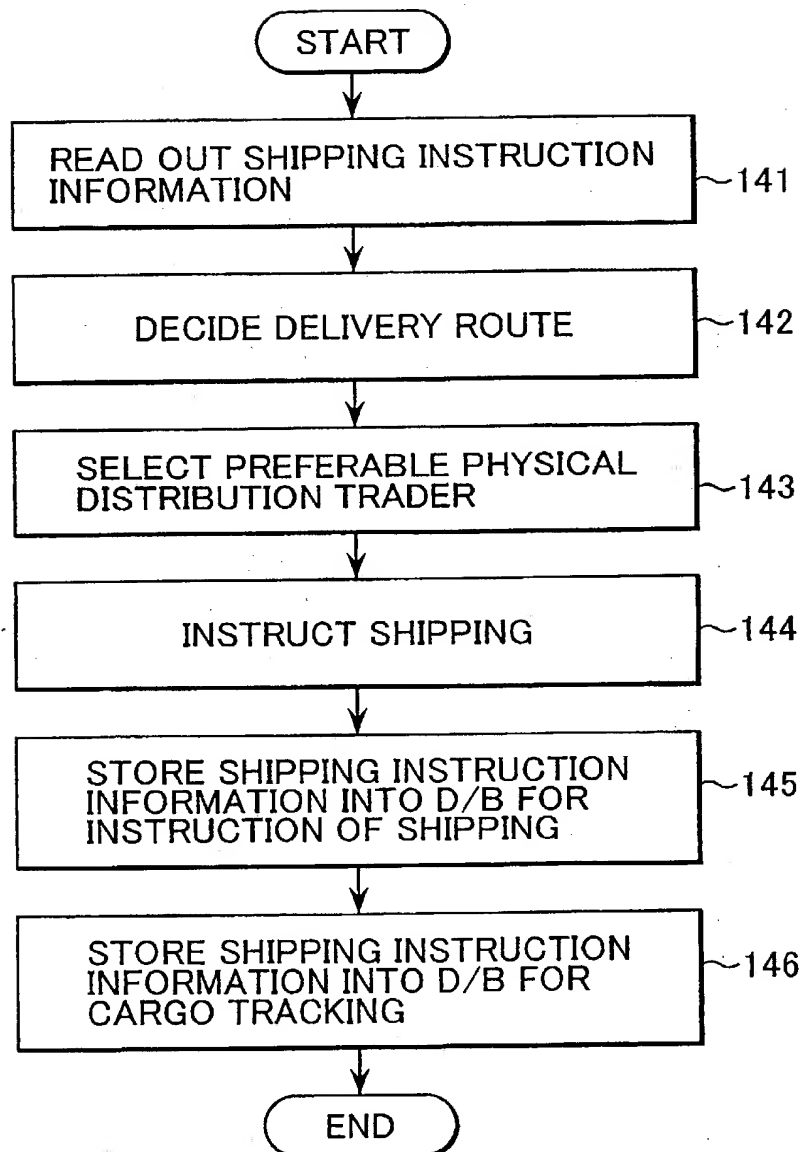 START
READ OUT SHIPPING INSTRUCTION
INFORMATION
141
DECIDE DELIVERY ROUTE
142
SELECT PREFERABLE PHYSICAL
DISTRIBUTION TRADER
143
INSTRUCT SHIPPING
144
STORE SHIPPING INSTRUCTION
INFORMATION INTO D/B FOR
INSTRUCTION OF SHIPPING
145
STORE SHIPPING INSTRUCTION
INFORMATION INTO D/B FOR
CARGO TRACKING
146
END